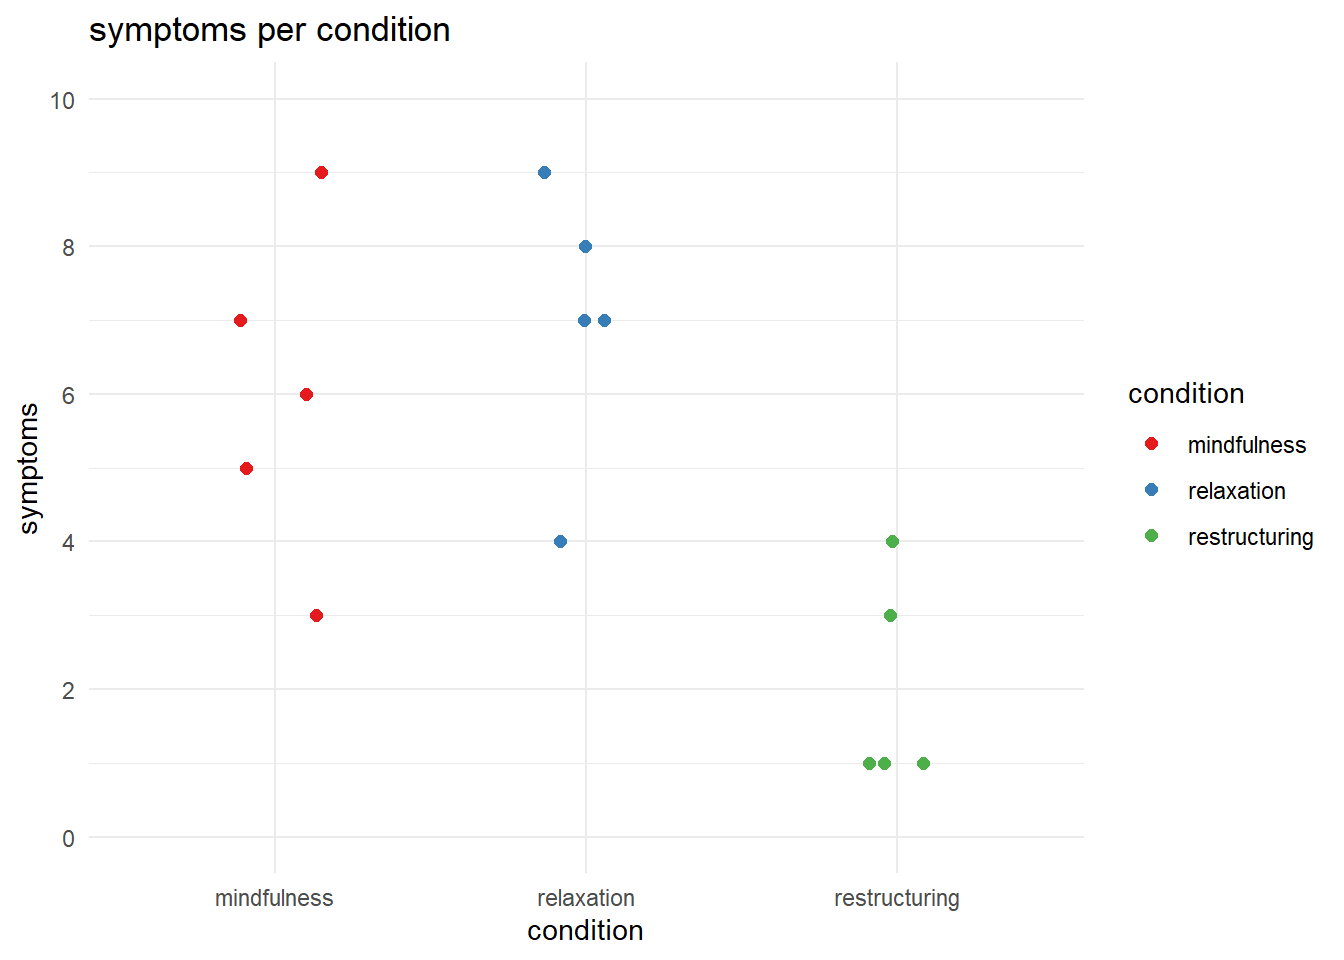 symptoms per condition
10
8
6
4
2
0
symptoms
mindfulness
relaxation
restructuring
condition
condition
mindfulness
relaxation
restructuring